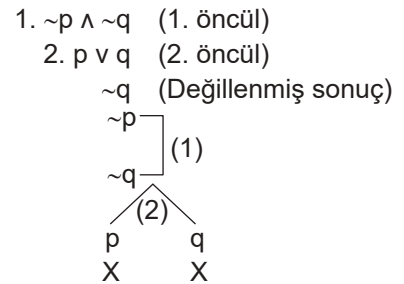 1. ~p ∧ ~q (1. öncül)
2. p ∨ q (2. öncül)
~q (Değillenmiş sonuç)
~p
(1)
~q
(2)
p q
X X